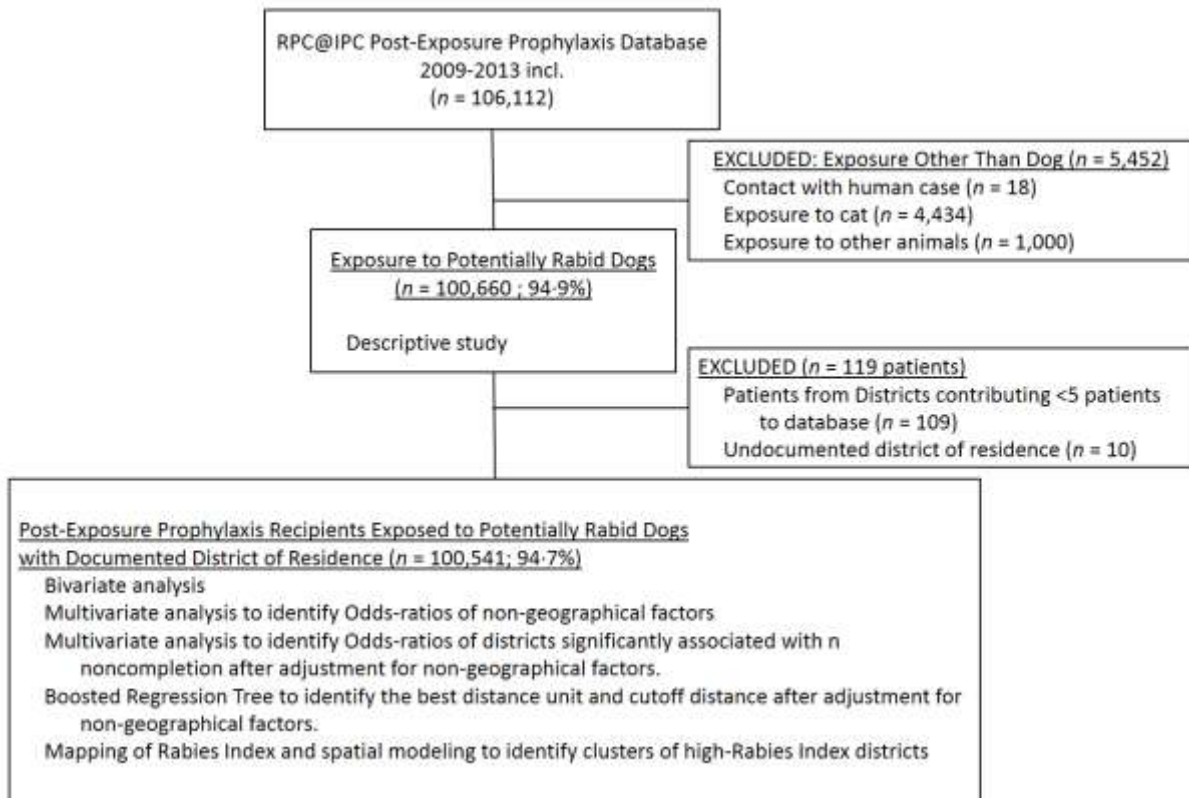 RPC@IPC Post-Exposure Prophylaxis Database
2009-2013 incl.
(n = 106,112)
EXCLUDED: Exposure Other Than Dog (n = 5,452)
Contact with human case (n = 18)
Exposure to cat (n = 4,434)
Exposure to other animals (n = 1,000)
Exposure to Potentially Rabid Dogs
(n = 100,660 ; 94·9%)
Descriptive study
EXCLUDED (n = 119 patients)
Patients from Districts contributing <5 patients
to database (n = 109)
Undocumented district of residence (n = 10)
Post-Exposure Prophylaxis Recipients Exposed to Potentially Rabid Dogs
with Documented District of Residence (n = 100,541; 94·7%)
Bivariate analysis
Multivariate analysis to identify Odds-ratios of non-geographical factors
Multivariate analysis to identify Odds-ratios of districts significantly associated with n
noncompletion after adjustment for non-geographical factors.
Boosted Regression Tree to identify the best distance unit and cutoff distance after adjustment for
non-geographical factors.
Mapping of Rabies Index and spatial modeling to identify clusters of high-Rabies Index districts